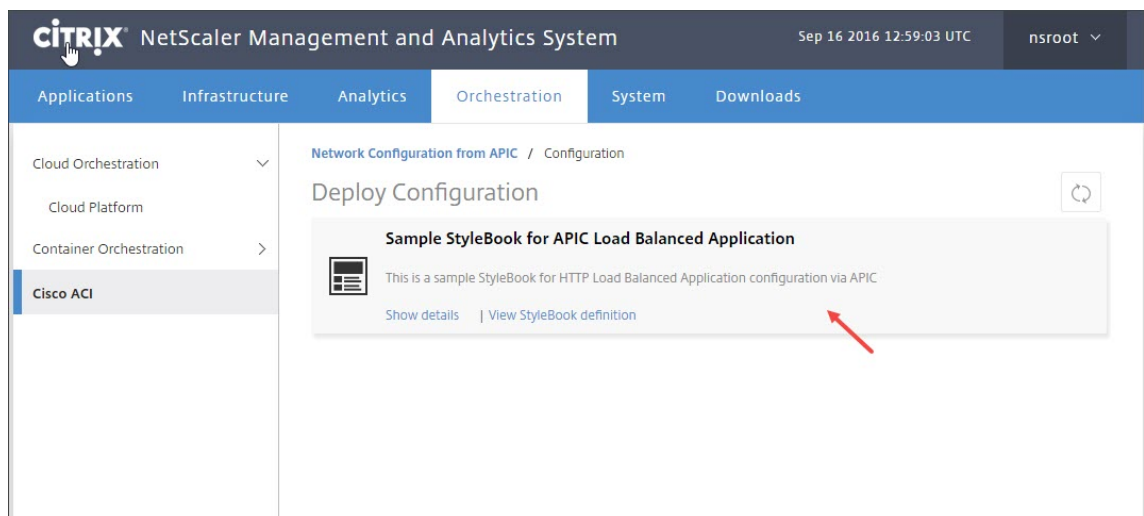 CİTRIX NetScaler Management and Analytics System Sep 16 2016 12:59:03 UTC nsroot
Applications Infrastructure Analytics Orchestration System Downloads
Cloud Orchestration
Cloud Platform
Container Orchestration
Cisco ACI
Network Configuration from APIC / Configuration
Deploy Configuration
Sample StyleBook for APIC Load Balanced Application
This is a sample StyleBook for HTTP Load Balanced Application configuration via APIC
Show details | View StyleBook definition